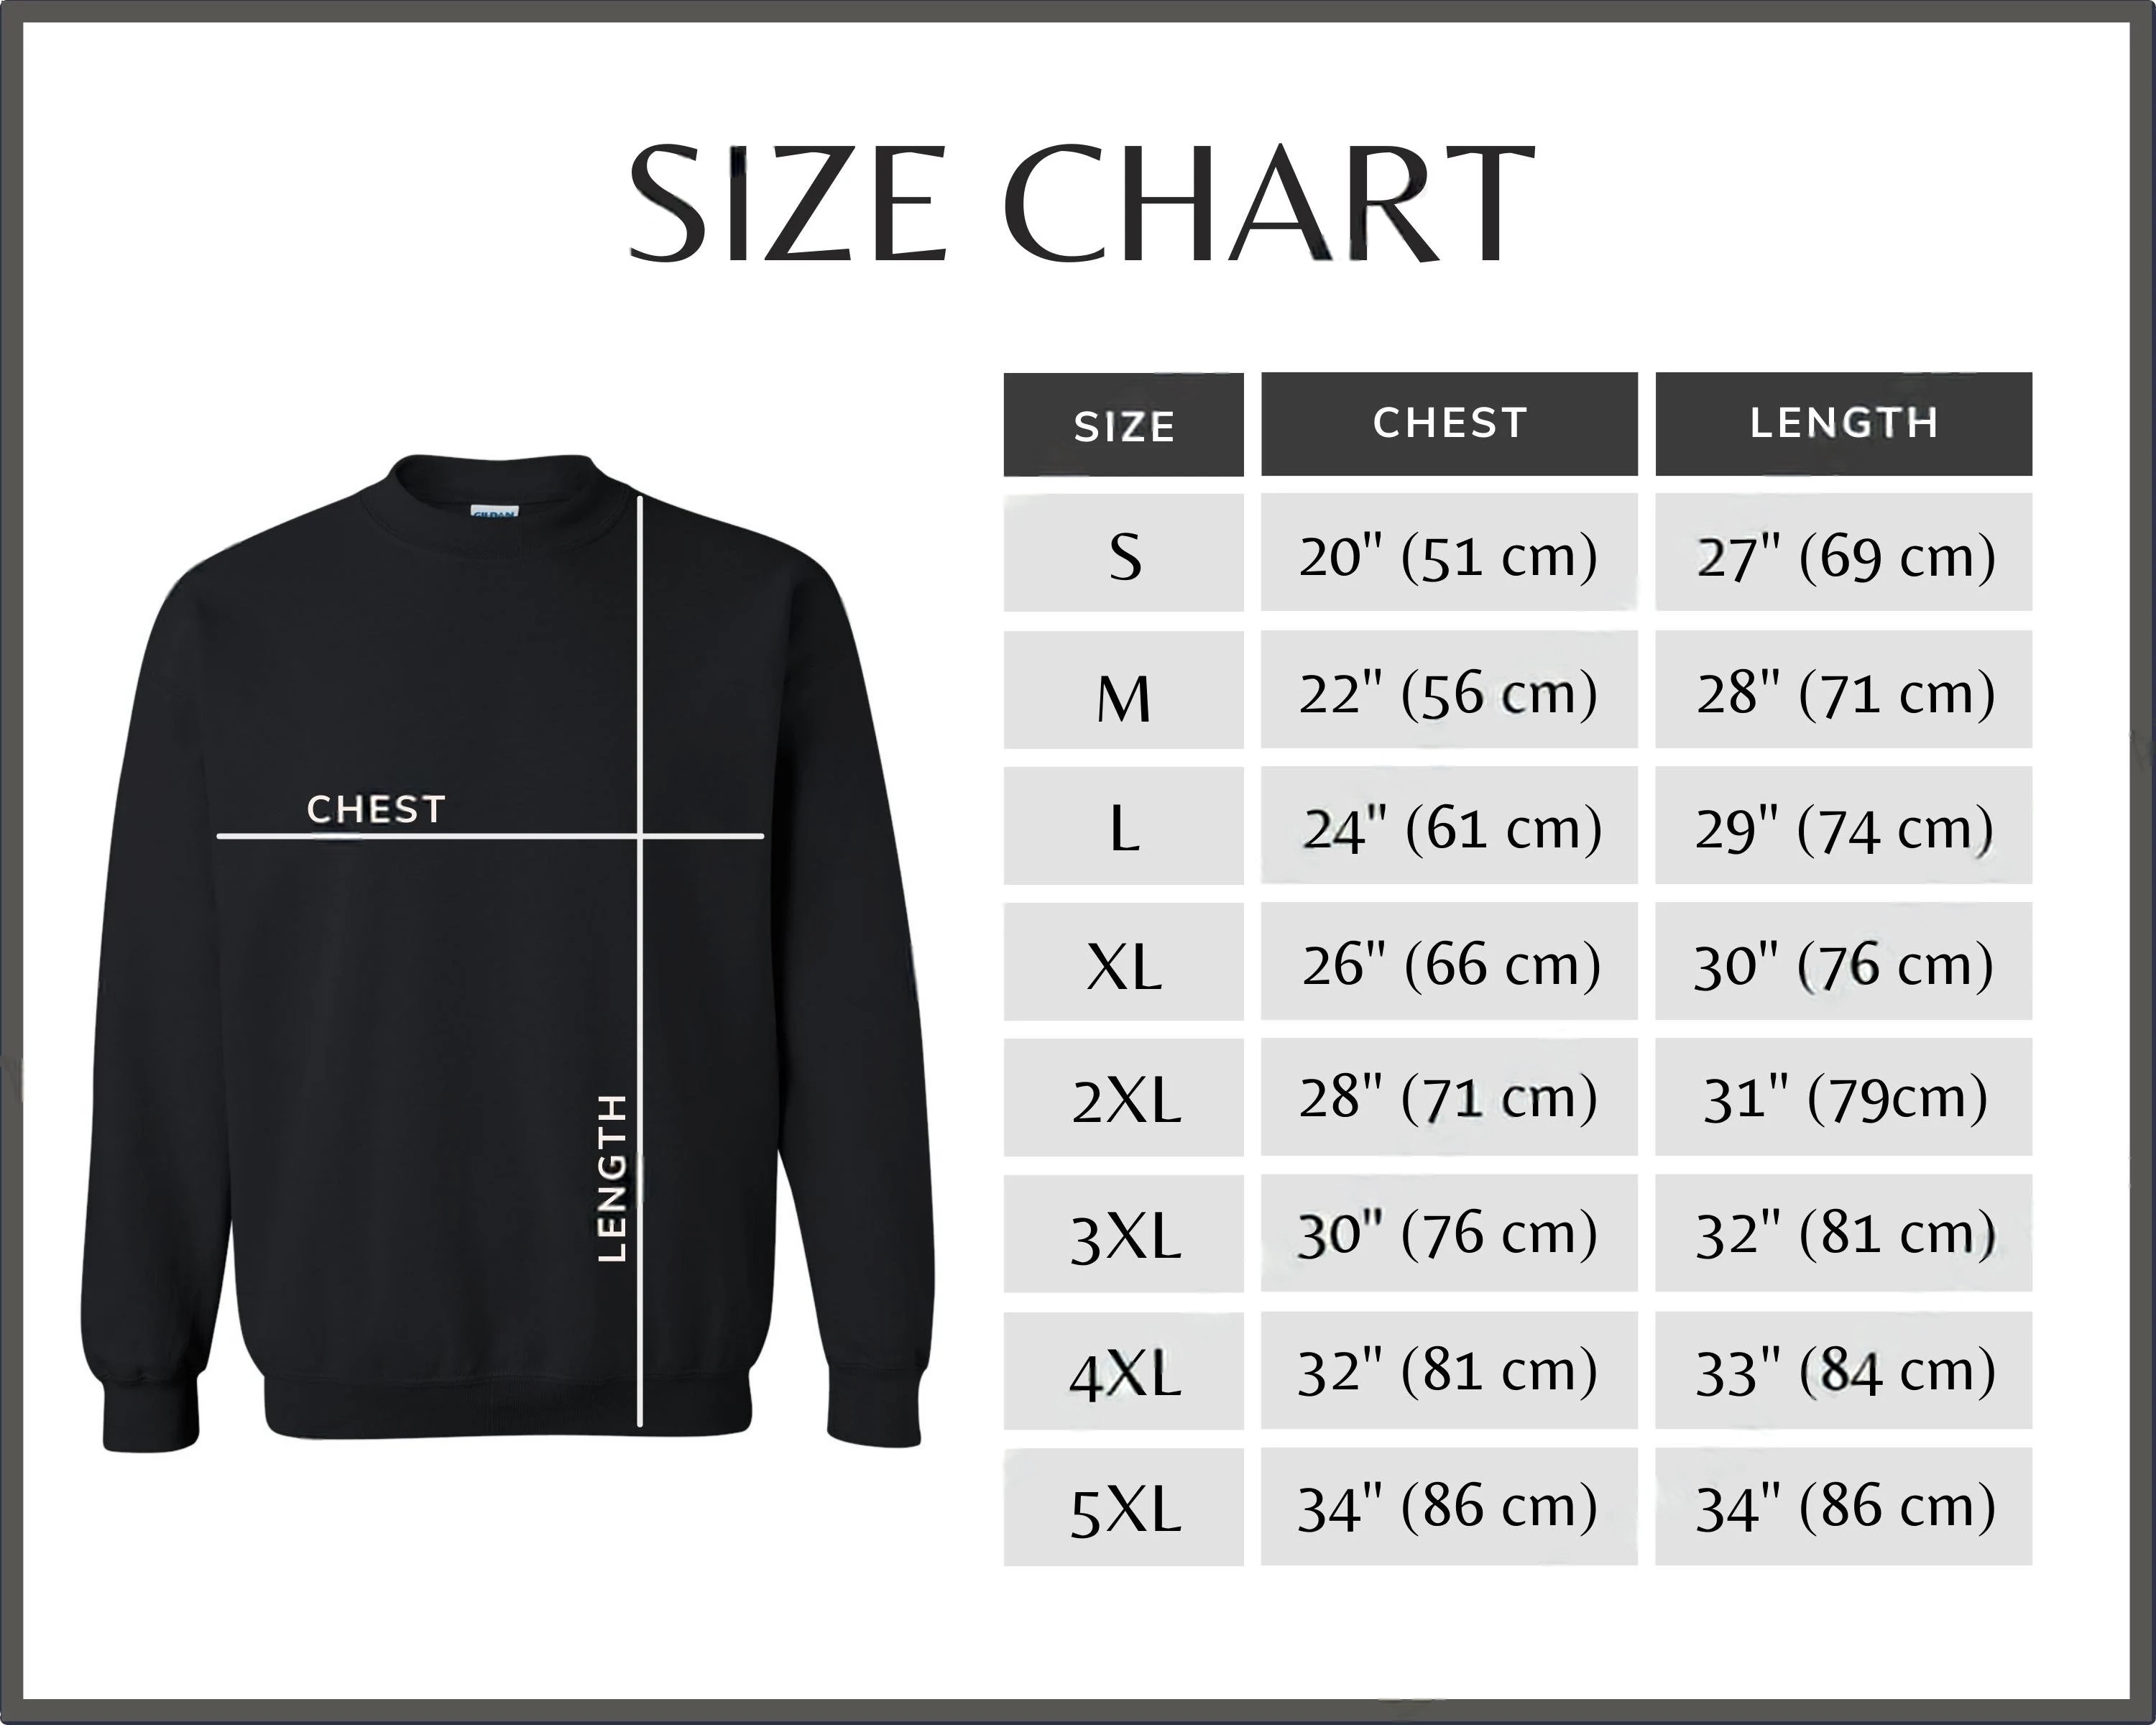 SIZE CHART
GILDAN
CHEST
LENGTH
SIZE CHEST LENGTH
S 20" (51 cm) 27" (69 cm)
M 22" (56 cm) 28" (71 cm)
L 24" (61 cm) 29" (74 cm)
XL 26" (66 cm) 30" (76 cm)
2XL 28" (71 cm) 31" (79cm)
3XL 30" (76 cm) 32" (81 cm)
4XL 32" (81 cm) 33" (84 cm)
5XL 34" (86 cm) 34" (86 cm)